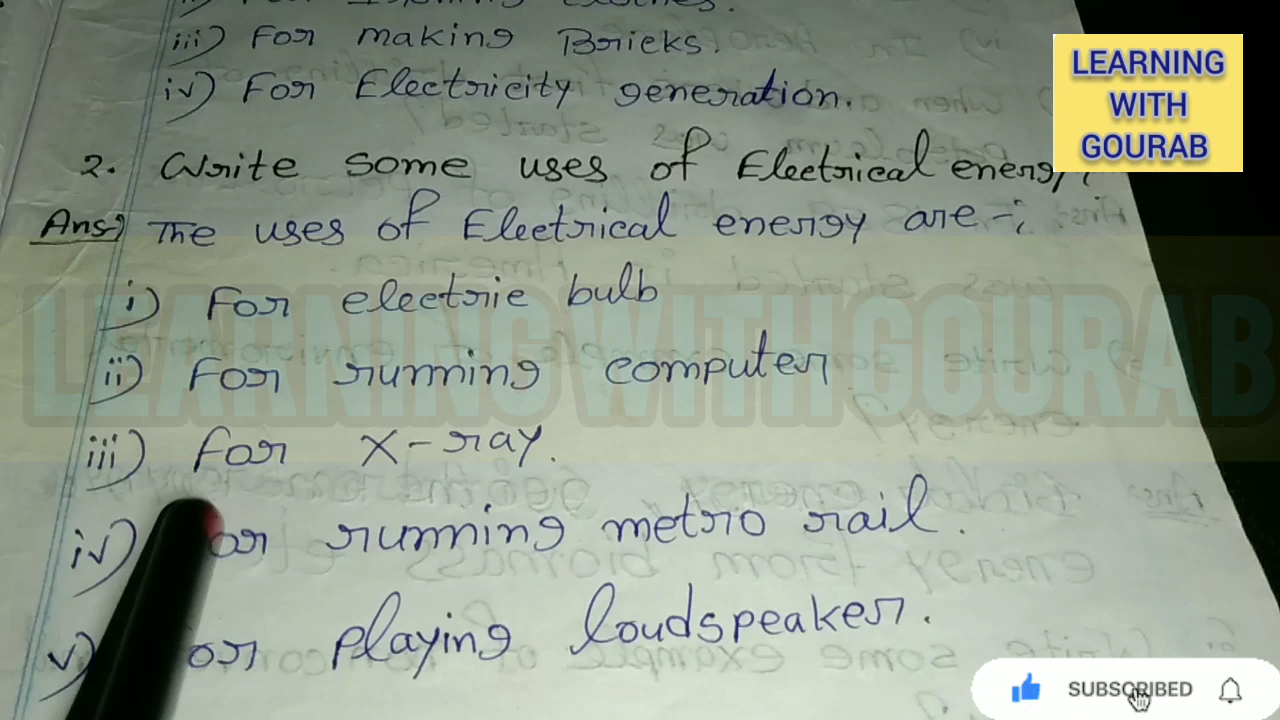 iii) For making Bricks.
iv) For Electricity generation.
LEARNING
WITH
GOURAB
2. Write some uses of Electrical energy
Ans) The uses of Electrical energy are -:
i) For electric bulb
LEARNING WITH GOURAB
ii) For running computer
iii) For X-ray.
iv) For running metro rail.
v) For playing loudspeaker.
SUBSCRIBED